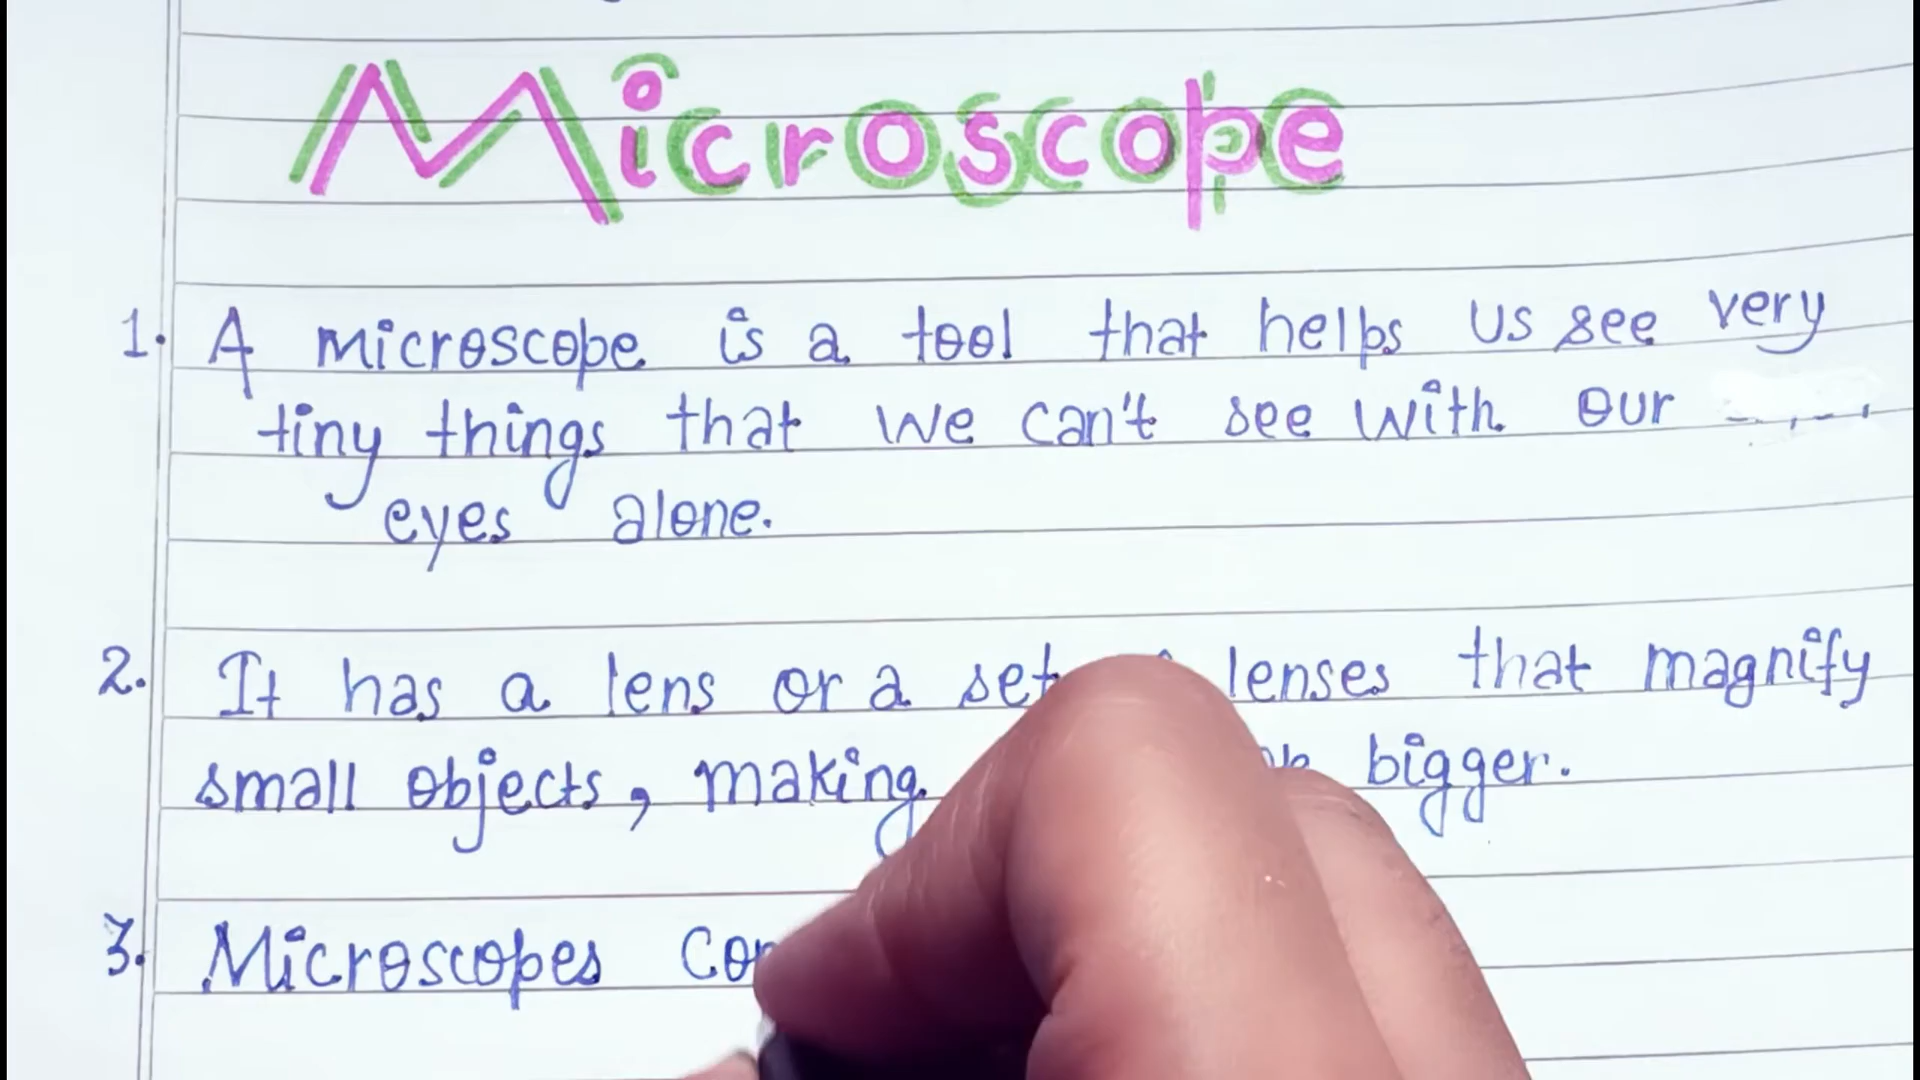 Microscope
1. A microscope is a tool that helps us see very
tiny things that we can't see with our
eyes alone.
2. It has a lens or a set lenses that magnify
small objects, making bigger.
3. Microscopes